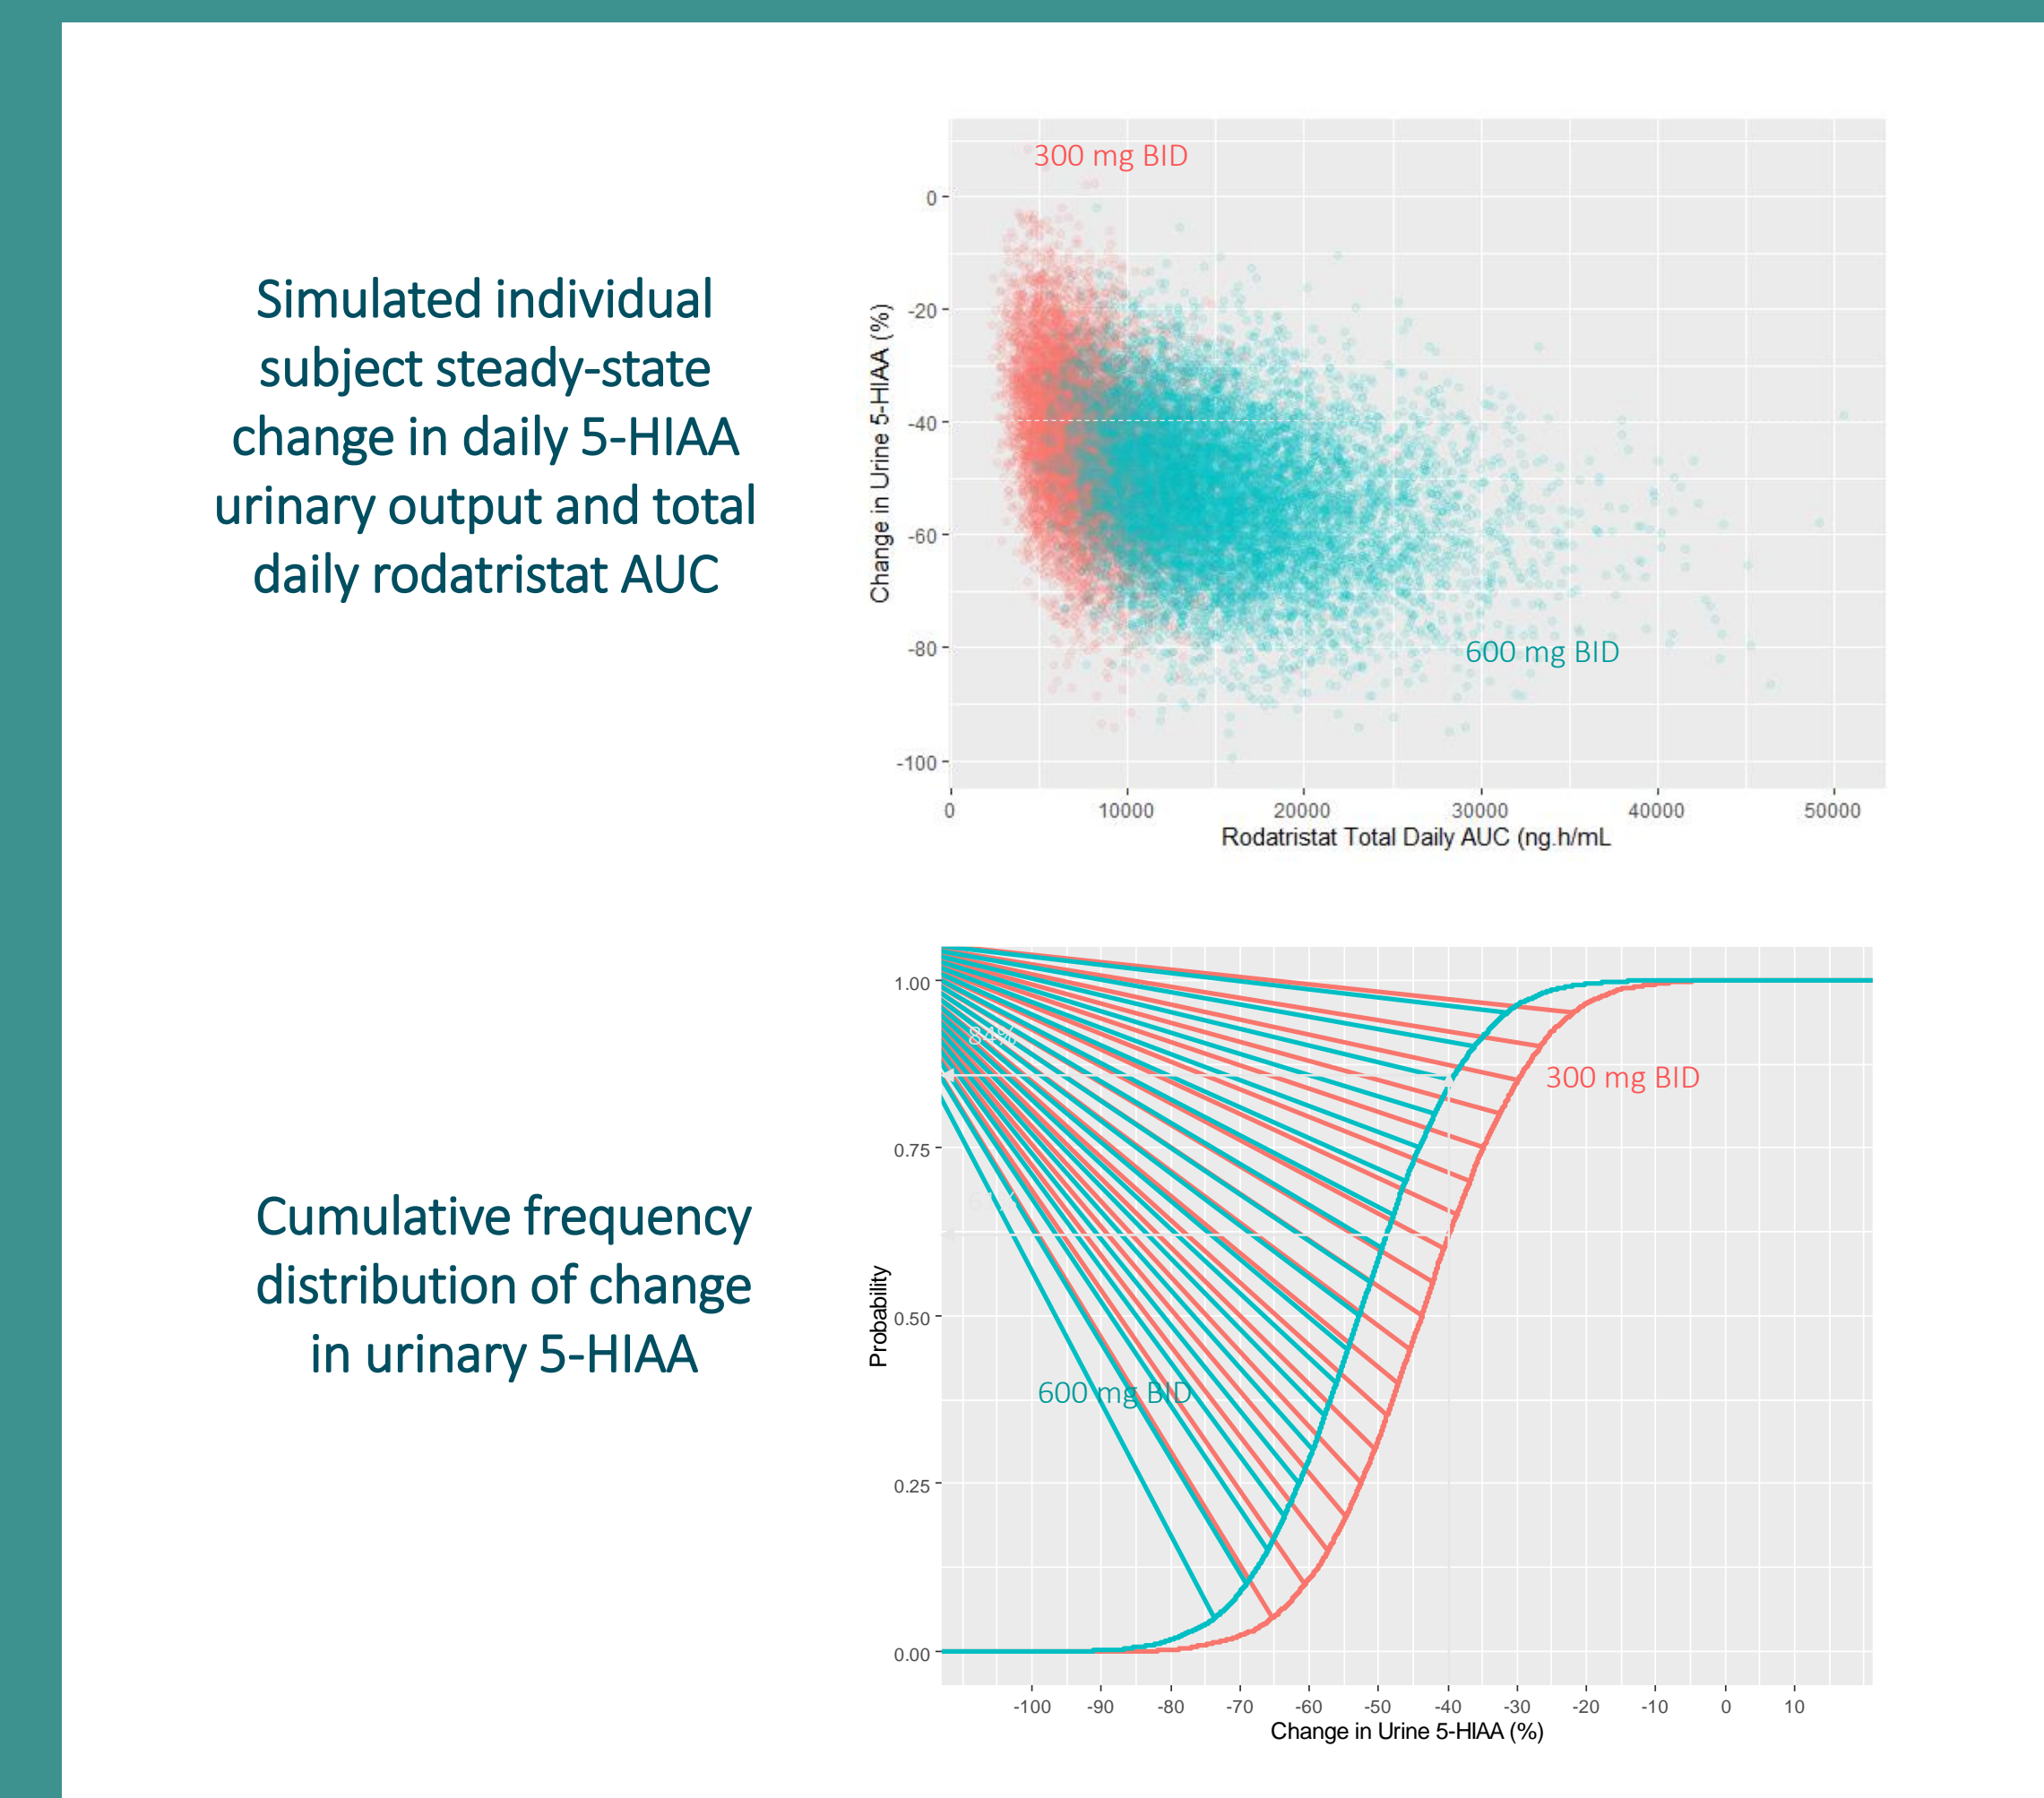 Simulated individual
subject steady-state
change in daily 5-HIAA
urinary output and total
daily rodatristat AUC
300 mg BID
600 mg BID
Change in Urine 5-HIAA (%)
0
-20
-40
-60
-80
-100
0 10000 20000 30000 40000 50000
Rodatristat Total Daily AUC (ng.h/mL
Cumulative frequency
distribution of change
in urinary 5-HIAA
84%
300 mg BID
600 mg BID
Probability
1.00
0.75
0.50
0.25
0.00
-100 -90 -80 -70 -60 -50 -40 -30 -20 -10 0 10
Change in Urine 5-HIAA (%)